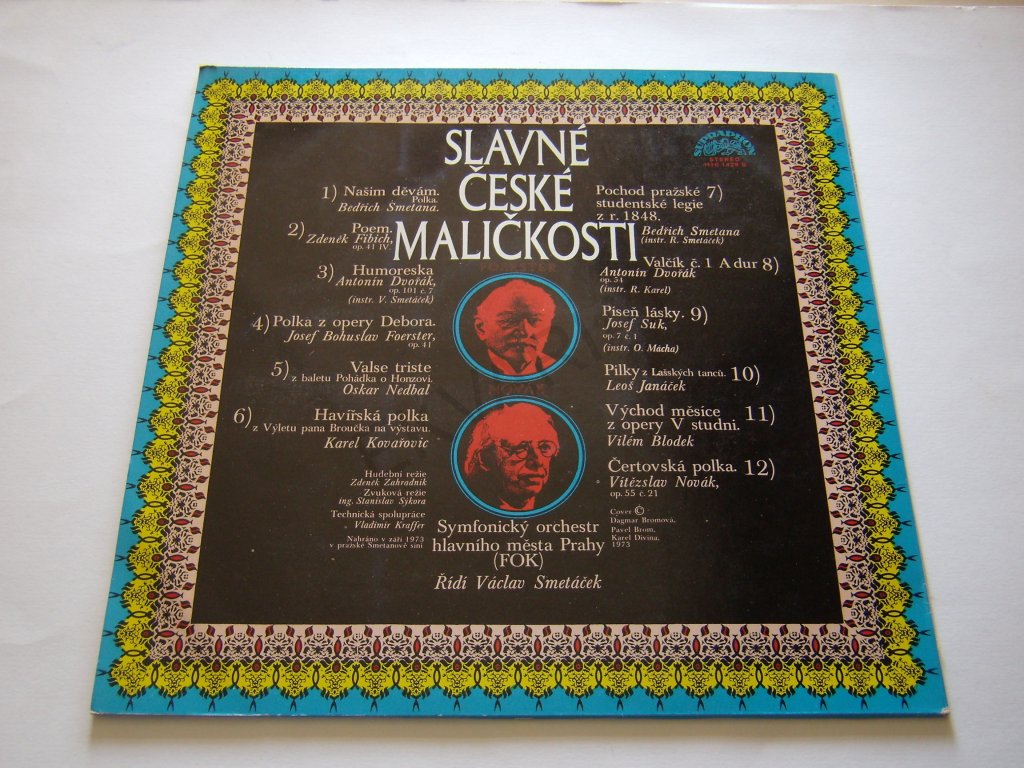 SLAVNÉ
ČESKÉ
MALIČKOSTI
SUPRAPHON
STEREO
1) Našim děvám.
Polka.
Bedřich Smetana.
2) Poem.
Zdeněk Fibich,
op. 41 IV.
3) Humoreska
Antonín Dvořák,
op. 101 č. 7
(instr. V. Smetáček)
4) Polka z opery Debora.
Josef Bohuslav Foerster,
op. 41
5) Valse triste
z baletu Pohádka o Honzovi.
Oskar Nedbal
6) Havířská polka
z Výletu pana Broučka na výstavu.
Karel Kovařovic
Hudební režie
Zdeněk Zahradník
Zvuková režie
ing. Stanislav Sýkora
Technická spolupráce
Vladimír Kraffer
Nahráno v září 1973
v pražské Smetanově síni
Pochod pražské 7)
studentské legie
z r. 1848.
Bedřich Smetana
(instr. R. Smetáček)
Valčík č. 1 A dur 8)
Antonín Dvořák
op. 54
(instr. R. Karel)
Píseň lásky. 9)
Josef Suk,
op. 7 č. 1
(instr. O. Mácha)
Pilky z Lašských tanců. 10)
Leoš Janáček
Východ měsíce 11)
z opery V studni.
Vilém Blodek
Čertovská polka. 12)
Vítězslav Novák,
op. 55 č. 21
Cover ©
Dagmar Bromová,
Pavel Brom,
Karel Divina,
1973
Symfonický orchestr
hlavního města Prahy
(FOK)
Řídí Václav Smetáček